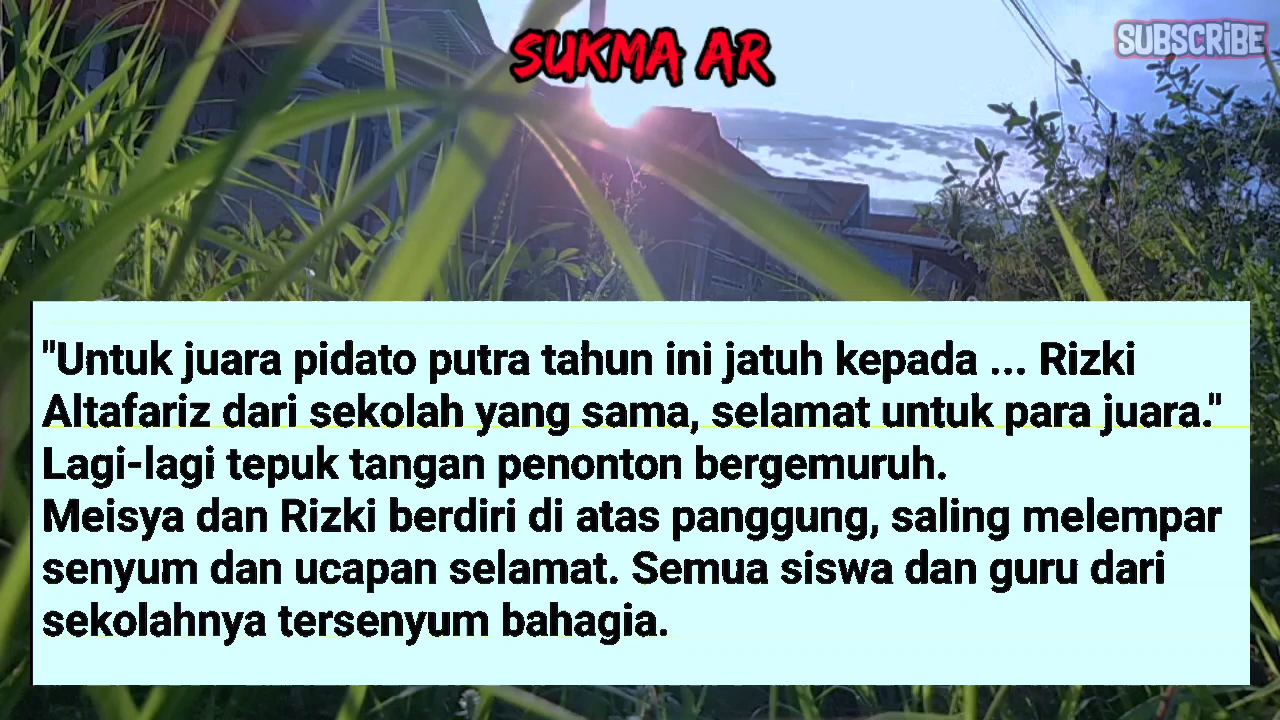 SUKMA AR
SUBSCRiBE
"Untuk juara pidato putra tahun ini jatuh kepada ... Rizki
Altafariz dari sekolah yang sama, selamat untuk para juara."
Lagi-lagi tepuk tangan penonton bergemuruh.
Meisya dan Rizki berdiri di atas panggung, saling melempar
senyum dan ucapan selamat. Semua siswa dan guru dari
sekolahnya tersenyum bahagia.